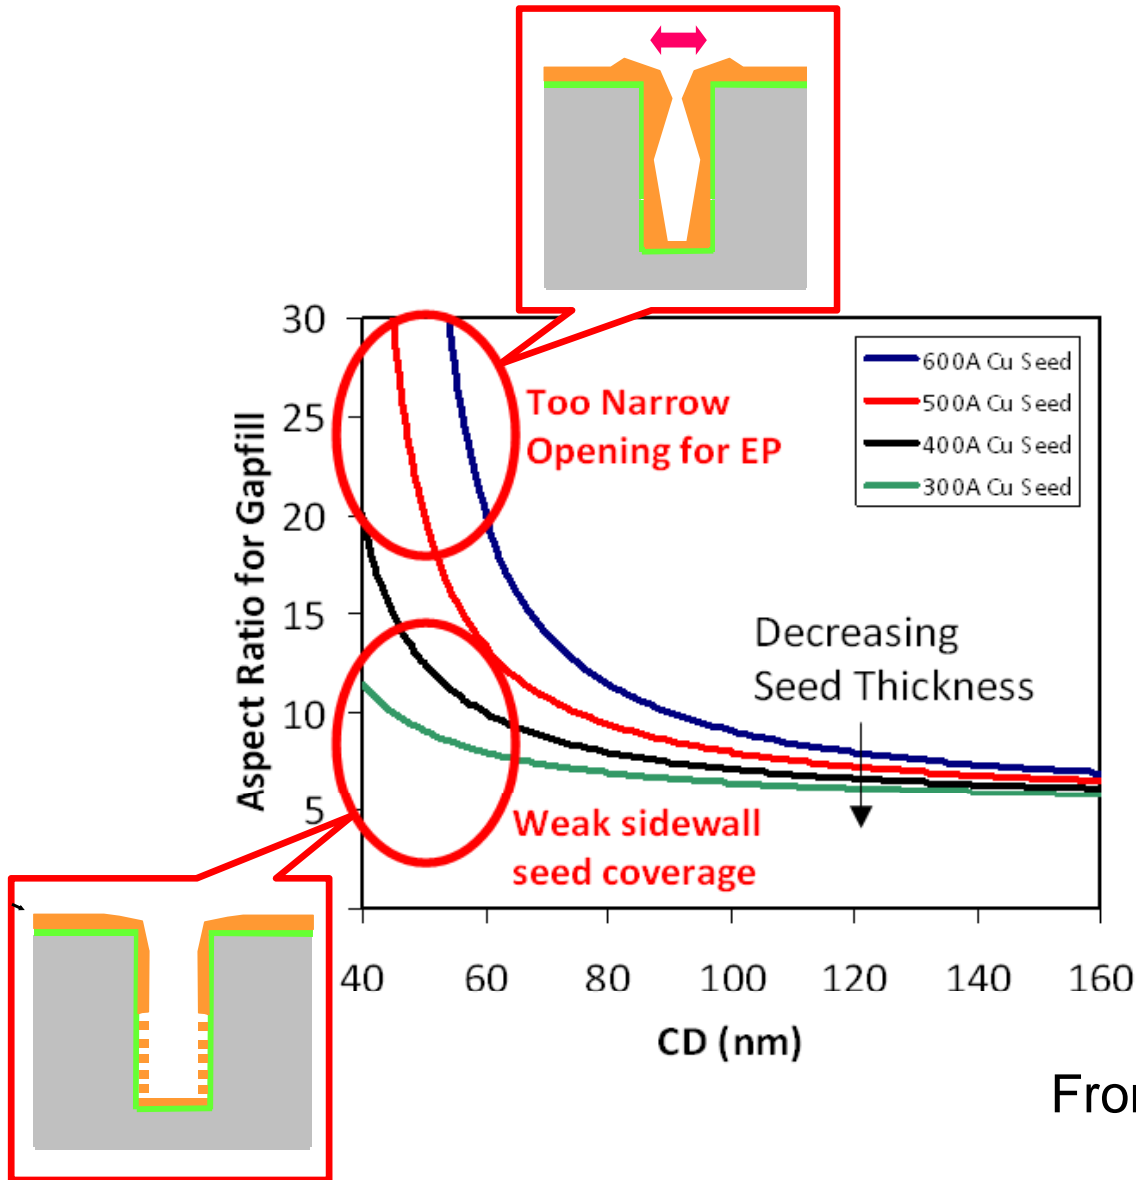 30
25
20
15
10
5
Aspect Ratio for Gapfill
Too Narrow
Opening for EP
600A Cu Seed
500A Cu Seed
400A Cu Seed
300A Cu Seed
Decreasing
Seed Thickness
Weak sidewall
seed coverage
40 60 80 100 120 140 160
CD (nm)